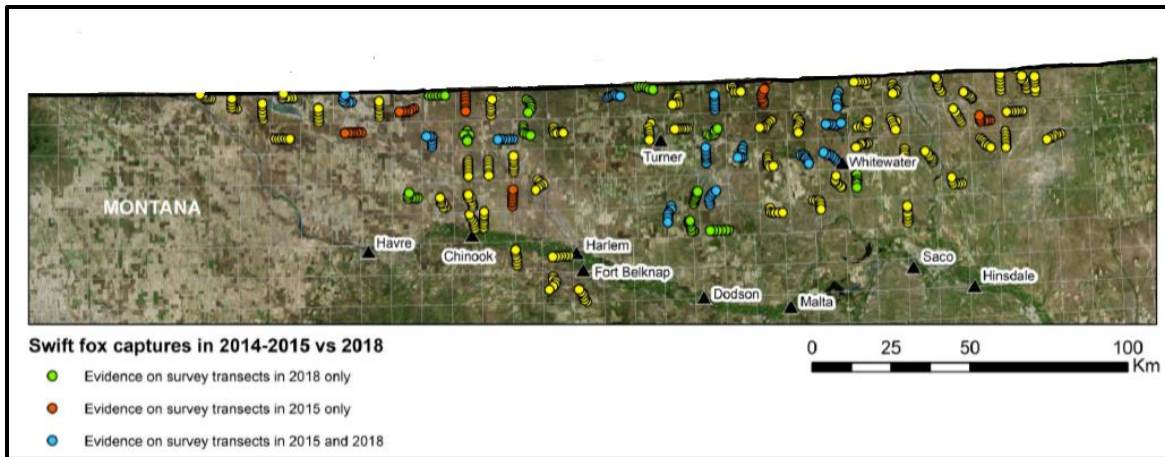 Turner
Whitewater
MONTANA
Havre
Chinook
Harlem
Fort Belknap
Saco
Hinsdale
Dodson
Malta
Swift fox captures in 2014-2015 vs 2018
Evidence on survey transects in 2018 only
Evidence on survey transects in 2015 only
Evidence on survey transects in 2015 and 2018
0 25 50 100
Km